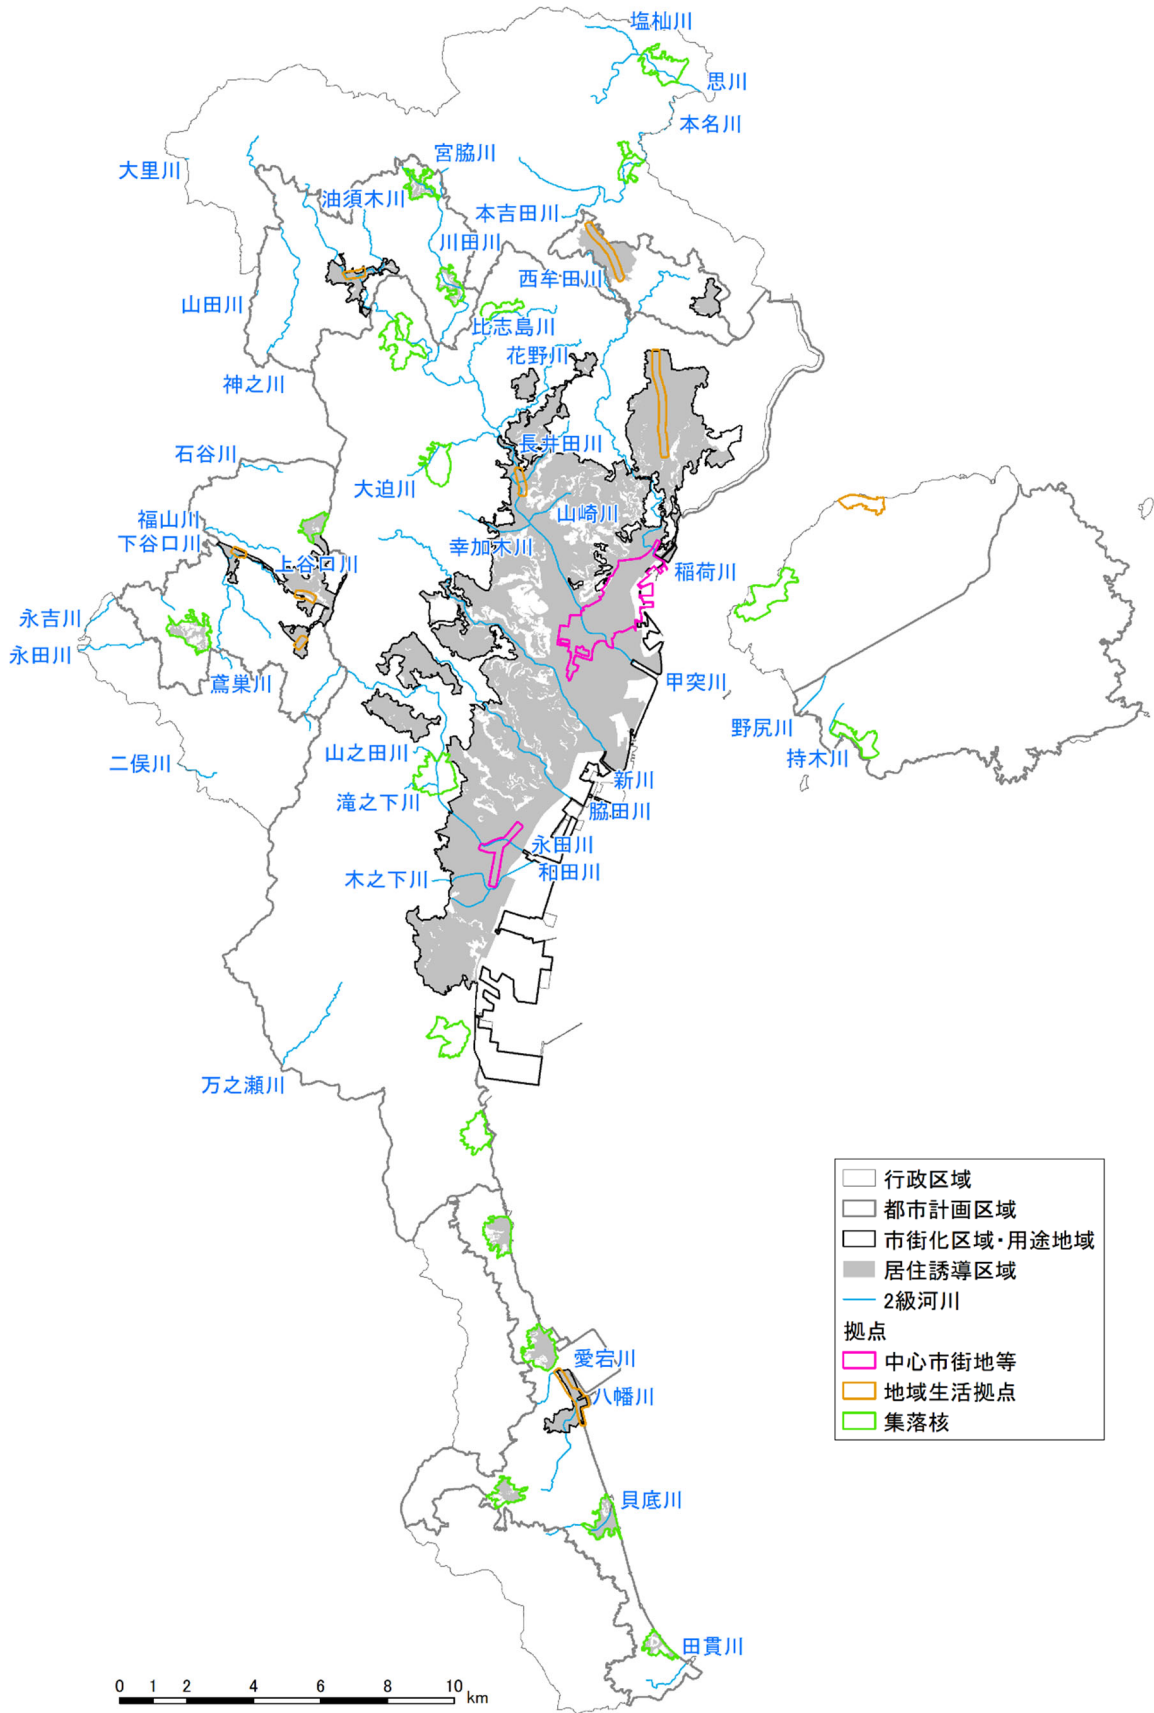 塩杣川
思川
本名川
宮脇川
大里川
油須木川
本吉田川
川田川
西牟田川
山田川
比志島川
花野川
神之川
長井田川
石谷川
大迫川
山崎川
福山川
下谷口川
上谷口川
幸加木川
稲荷川
永吉川
永田川
鳶巣川
甲突川
野尻川
持木川
山之田川
二俣川
新川
滝之下川
脇田川
永田川
和田川
木之下川
万之瀬川
行政区域
都市計画区域
市街化区域・用途地域
居住誘導区域
2級河川
拠点
中心市街地等
地域生活拠点
集落核
愛宕川
八幡川
貝底川
田貫川
0 1 2 4 6 8 10
km